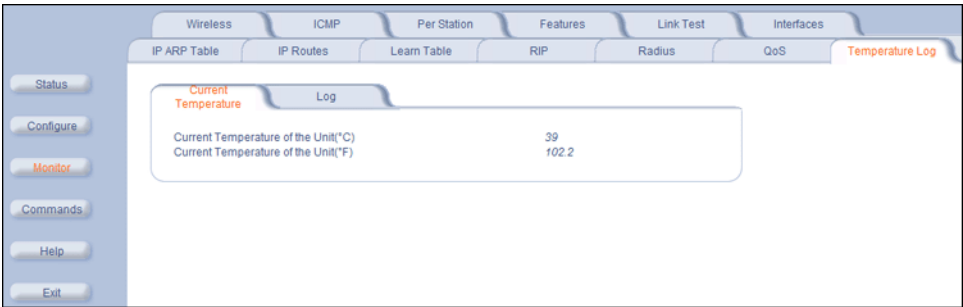 Wireless ICMP Per Station Features Link Test Interfaces
IP ARP Table IP Routes Learn Table RIP Radius QoS Temperature Log
Status
Configure
Monitor
Commands
Help
Exit
Current
Temperature
Log
Current Temperature of the Unit(°C) 39
Current Temperature of the Unit(°F) 102.2